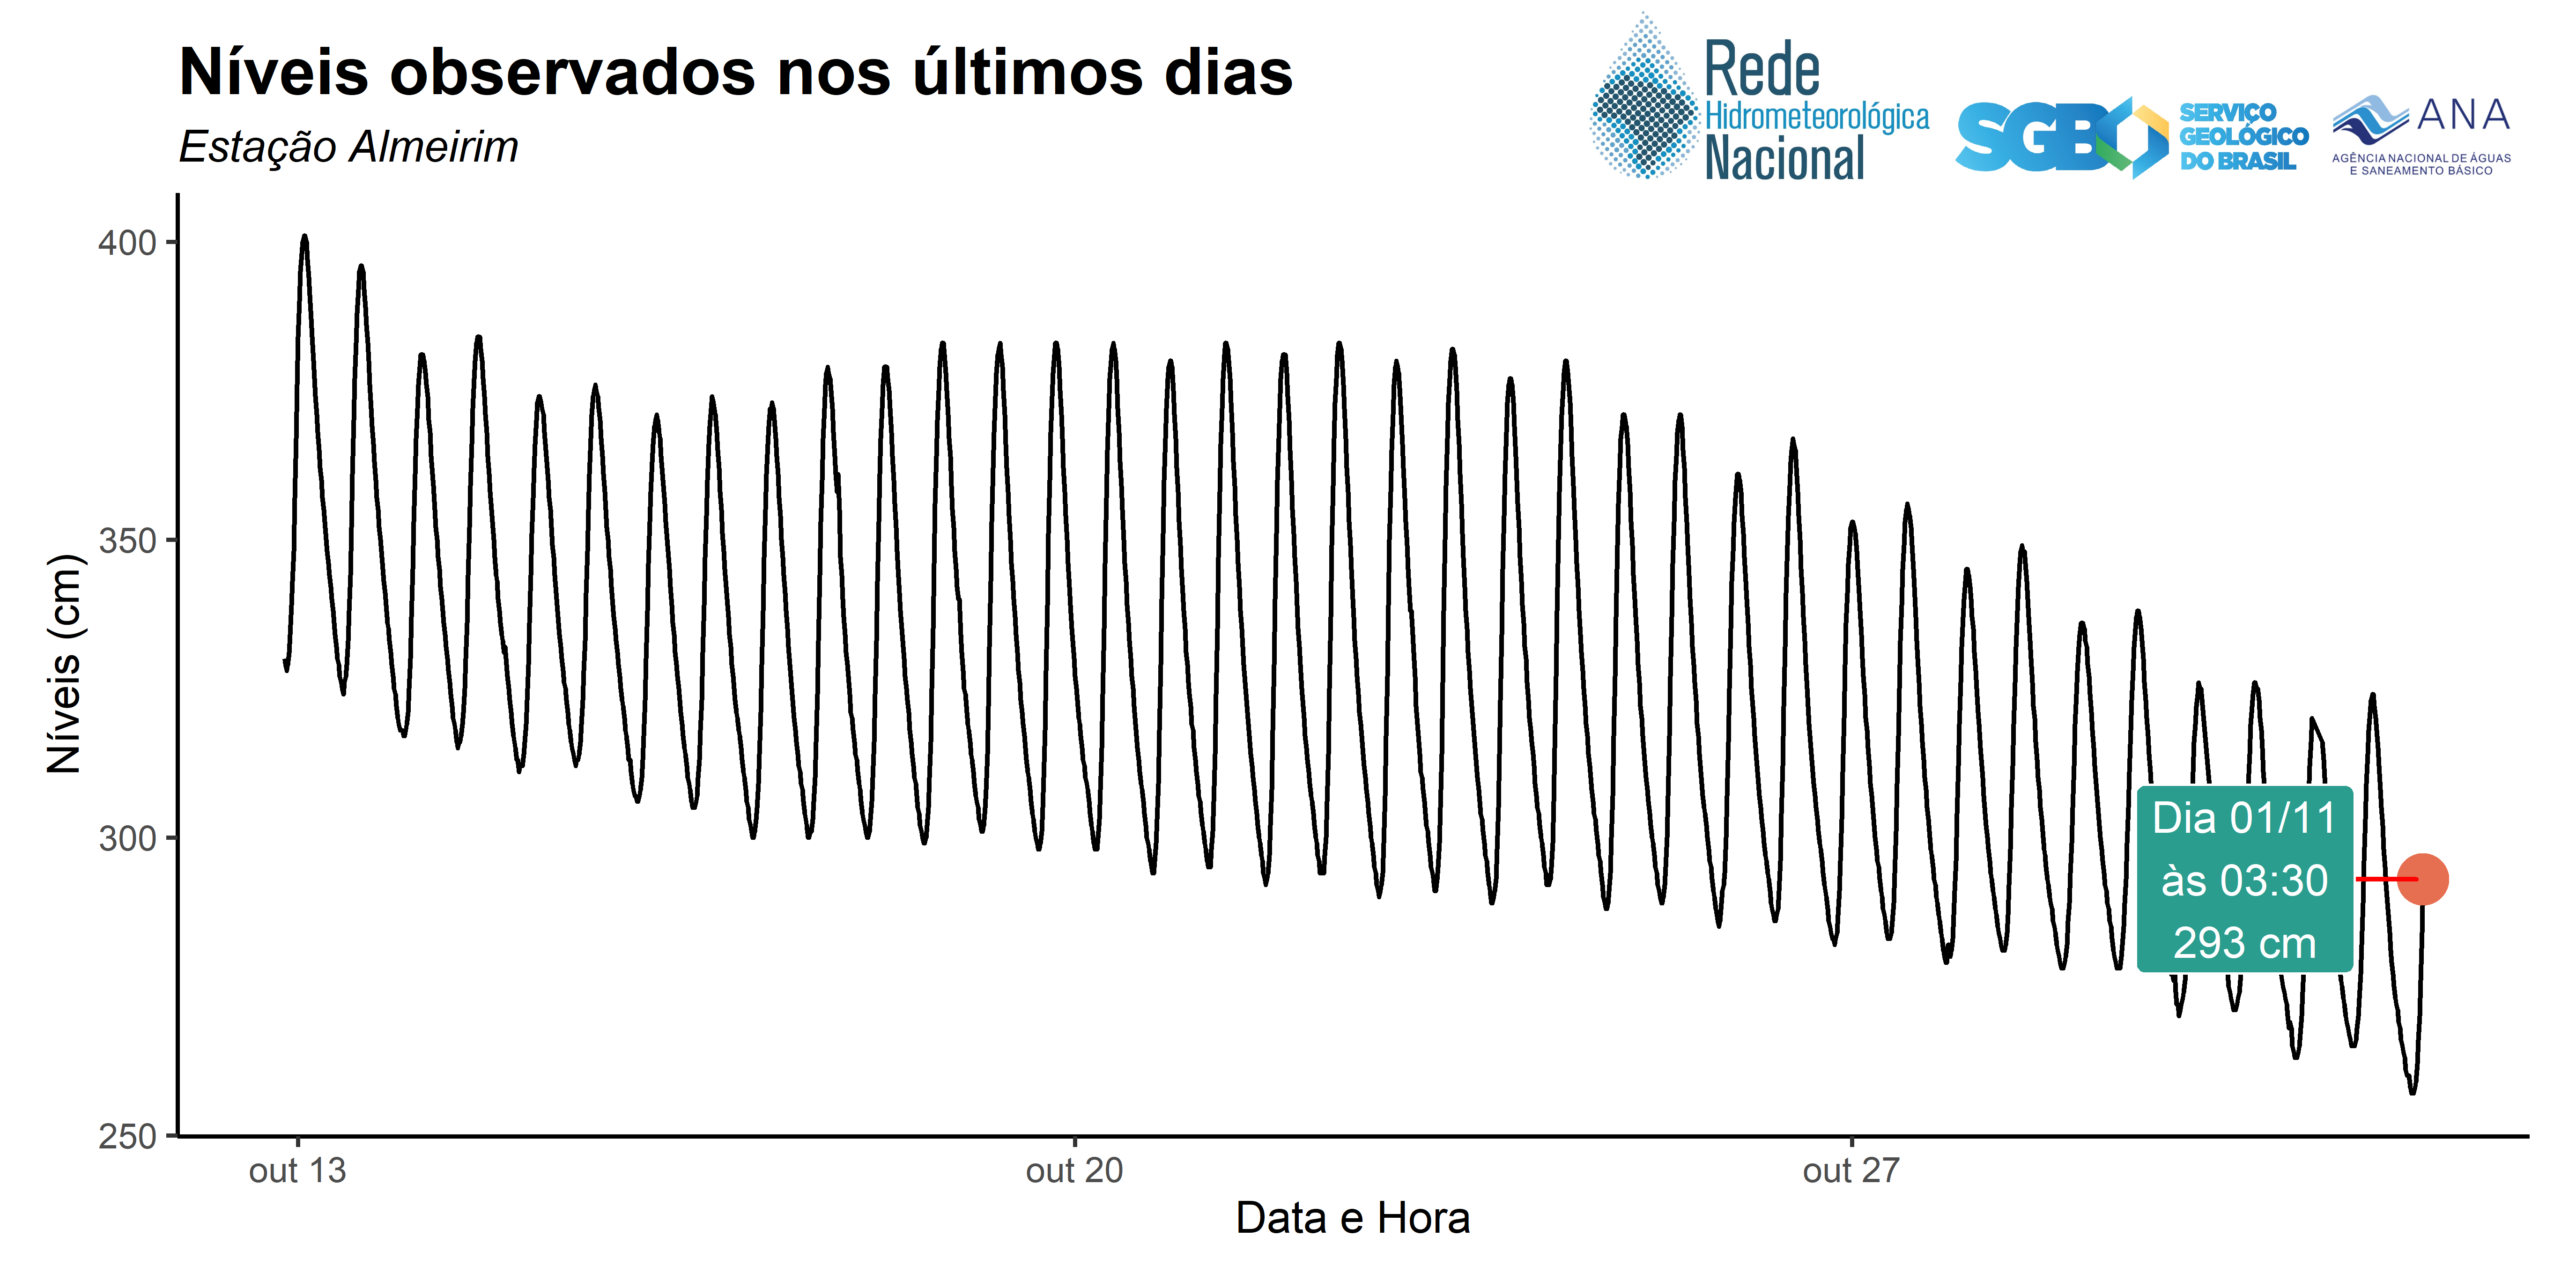 Níveis observados nos últimos dias
Estação Almeirim
Rede
Hidrometeorológica
Nacional
SGB
SERVIÇO
GEOLÓGICO
DO BRASIL
ANA
AGÊNCIA NACIONAL DE ÁGUAS
E SANEAMENTO BÁSICO
Níveis (cm)
400
350
300
250
Dia 01/11
às 03:30
293 cm
out 13
out 20
out 27
Data e Hora